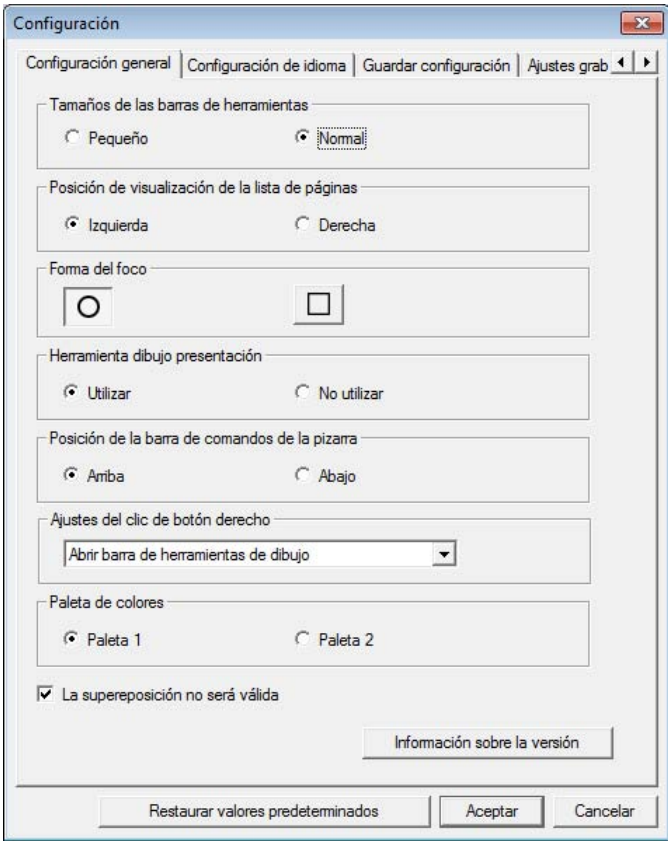 Configuración
Configuración general Configuración de idioma Guardar configuración Ajustes grab
Tamaños de las barras de herramientas
Pequeño Normal
Posición de visualización de la lista de páginas
Izquierda Derecha
Forma del foco
Herramienta dibujo presentación
Utilizar No utilizar
Posición de la barra de comandos de la pizarra
Arriba Abajo
Ajustes del clic de botón derecho
Abrir barra de herramientas de dibujo
Paleta de colores
Paleta 1 Paleta 2
La supereposición no será válida
Información sobre la versión
Restaurar valores predeterminados Aceptar Cancelar